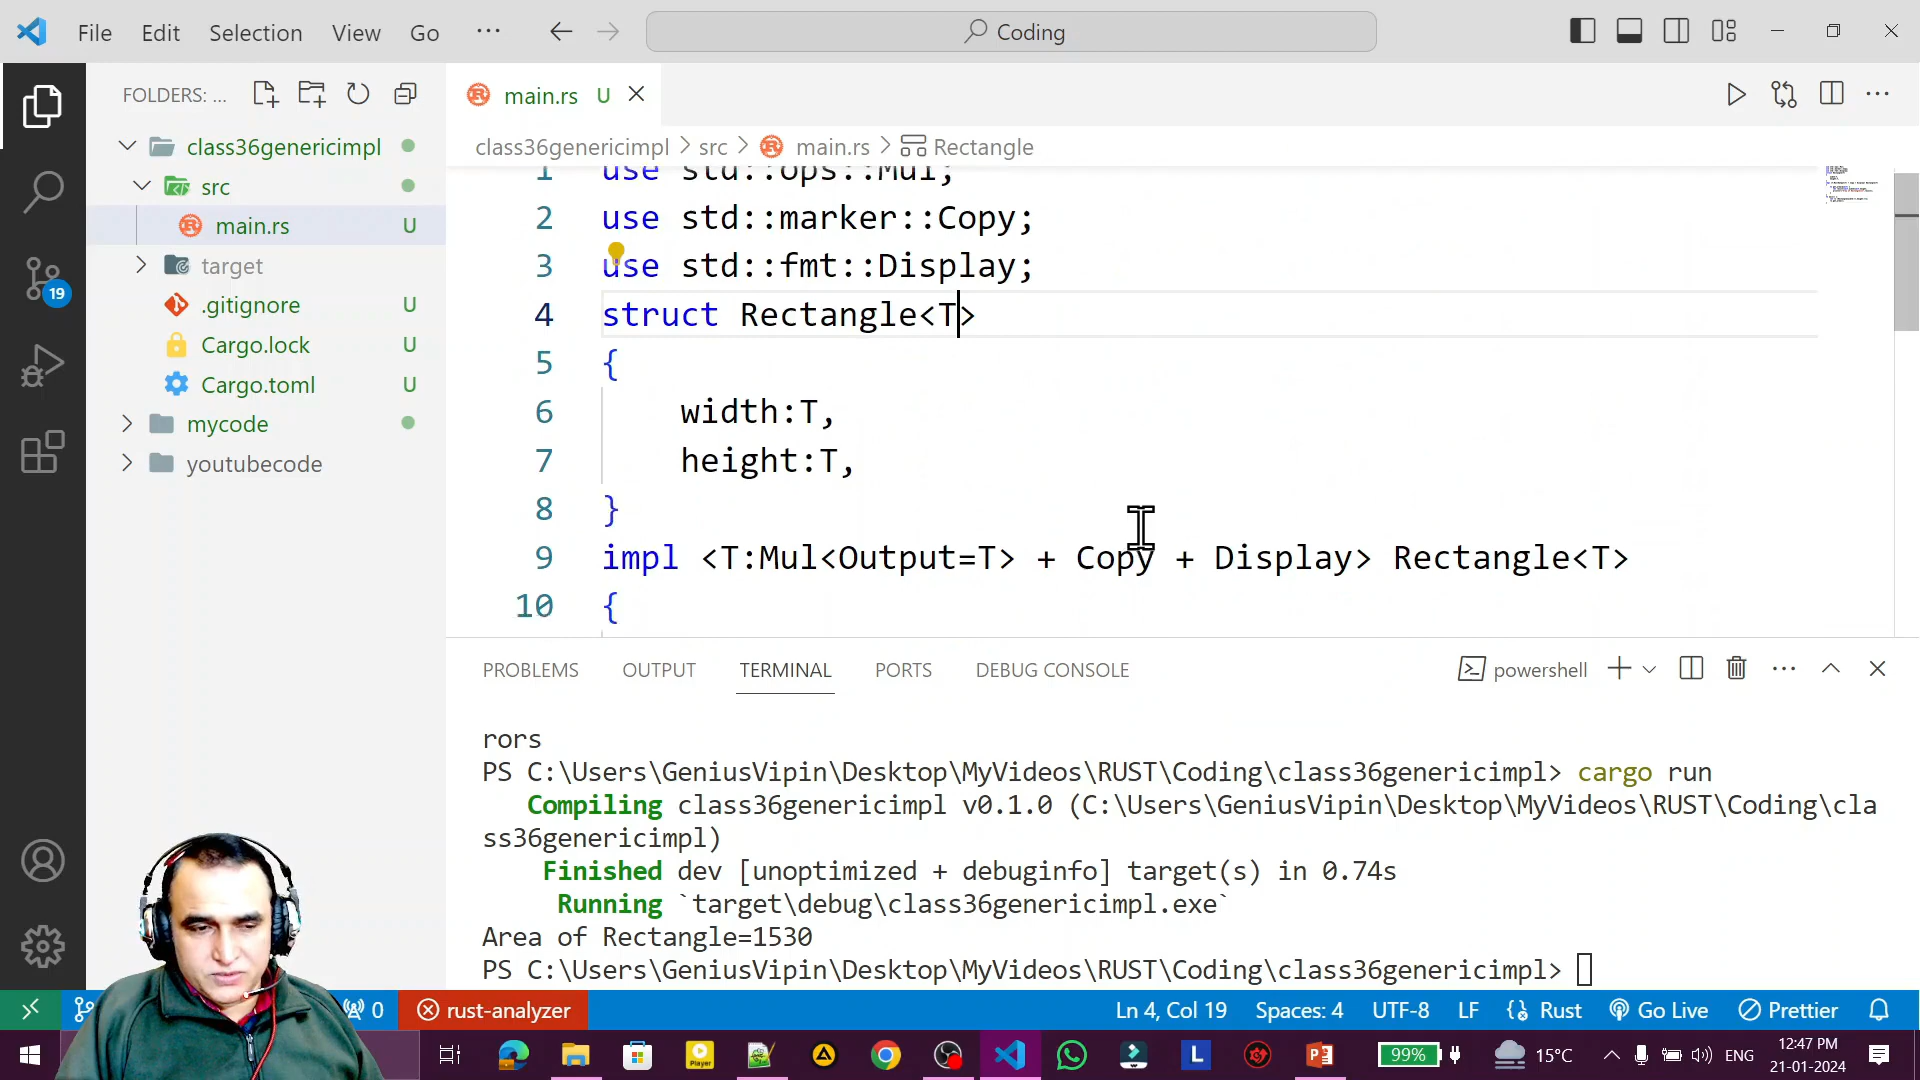 File Edit Selection View Go ··· Coding
FOLDERS: ...
class36genericimpl
src
main.rs U
target
.gitignore U
Cargo.lock U
Cargo.toml U
mycode
youtubecode
19
main.rs U
class36genericimpl > src > main.rs > Rectangle
1 use std::ops::Mul;
2 use std::marker::Copy;
3 use std::fmt::Display;
4 struct Rectangle<T>
5 {
6 width:T,
7 height:T,
8 }
9 impl <T:Mul<Output=T> + Copy + Display> Rectangle<T>
10 {
PROBLEMS OUTPUT TERMINAL PORTS DEBUG CONSOLE powershell
rors
PS C:\Users\GeniusVipin\Desktop\MyVideos\RUST\Coding\class36genericimpl> cargo run
Compiling class36genericimpl v0.1.0 (C:\Users\GeniusVipin\Desktop\MyVideos\RUST\Coding\cla
ss36genericimpl)
Finished dev [unoptimized + debuginfo] target(s) in 0.74s
Running `target\debug\class36genericimpl.exe`
Area of Rectangle=1530
PS C:\Users\GeniusVipin\Desktop\MyVideos\RUST\Coding\class36genericimpl>
0 rust-analyzer Ln 4, Col 19 Spaces: 4 UTF-8 LF Rust Go Live Prettier
Player L 99% 15°C ENG 12:47 PM
21-01-2024